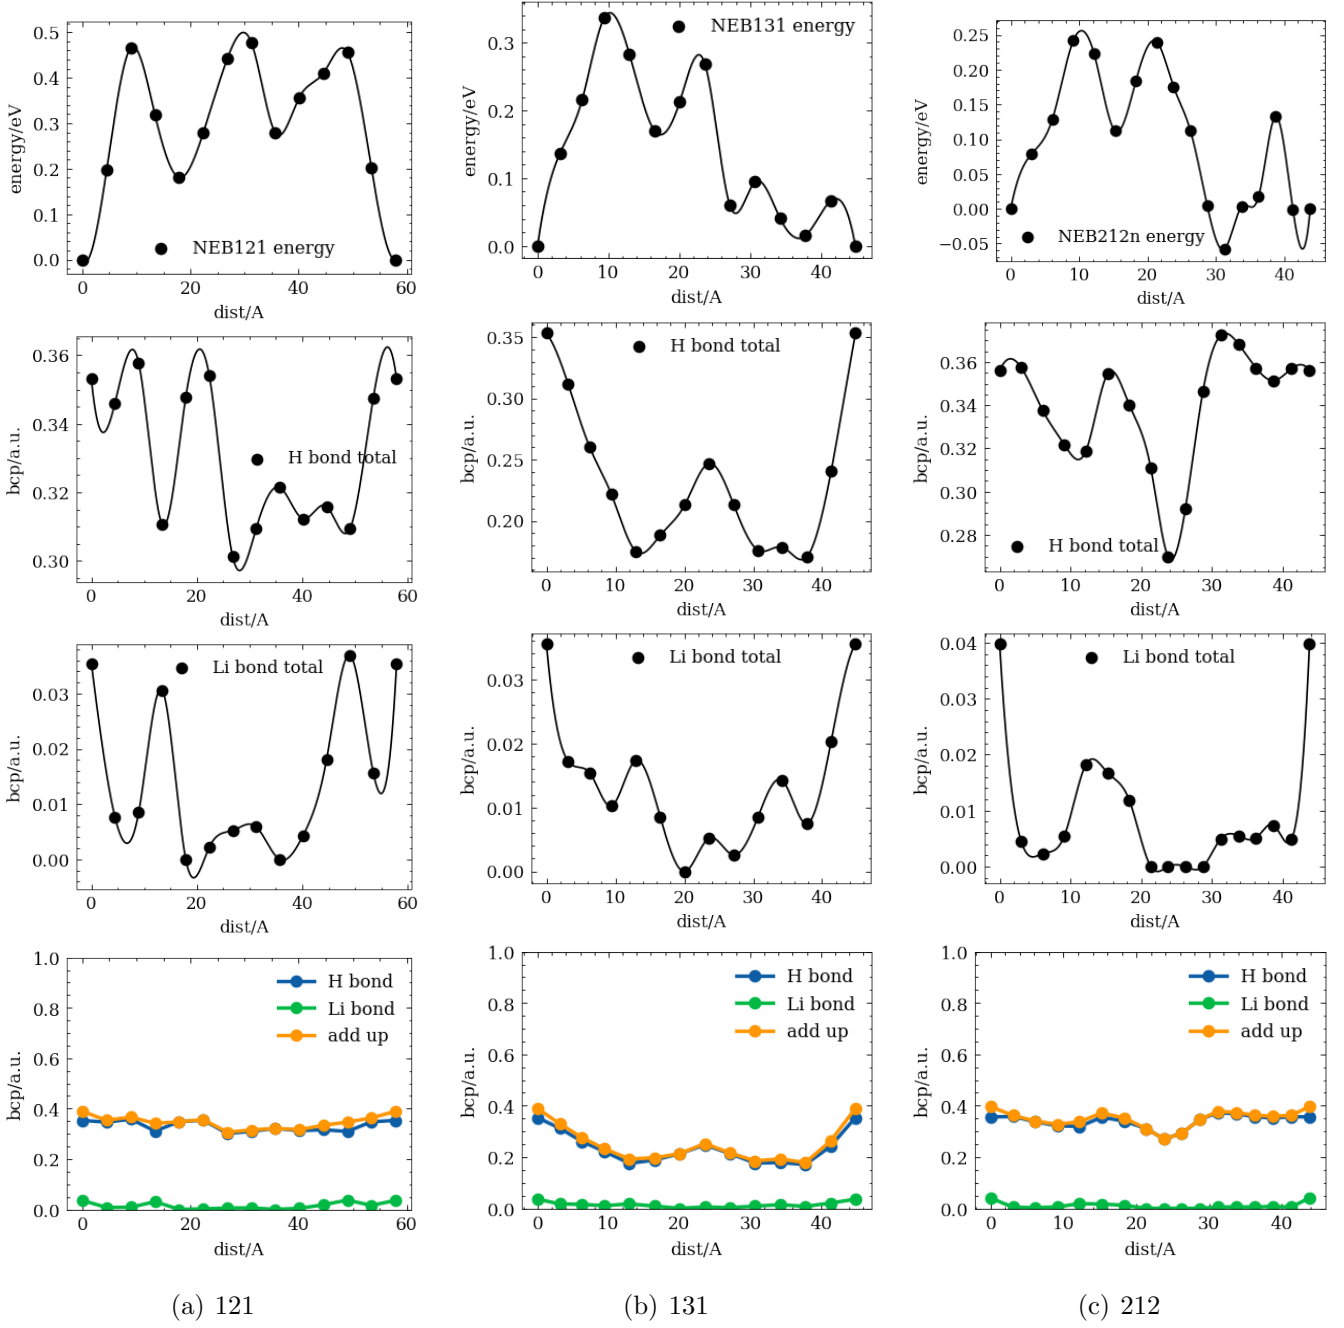 0.5
0.4
0.3
0.2
0.1
0.0
energy/eV
NEB121 energy
0 20 40 60
dist/A
0.3
0.2
0.1
0.0
energy/eV
NEB131 energy
0 10 20 30 40
dist/A
0.25
0.20
0.15
0.10
0.05
0.00
−0.05
energy/eV
NEB212n energy
0 10 20 30 40
dist/A
0.36
0.34
0.32
0.30
bcp/a.u.
H bond total
0 20 40 60
dist/A
0.35
0.30
0.25
0.20
bcp/a.u.
H bond total
0 10 20 30 40
dist/A
0.36
0.34
0.32
0.30
0.28
bcp/a.u.
H bond total
0 10 20 30 40
dist/A
0.03
0.02
0.01
0.00
bcp/a.u.
Li bond total
0 20 40 60
dist/A
0.03
0.02
0.01
0.00
bcp/a.u.
Li bond total
0 10 20 30 40
dist/A
0.04
0.03
0.02
0.01
0.00
bcp/a.u.
Li bond total
0 10 20 30 40
dist/A
1.0
0.8
0.6
0.4
0.2
0.0
bcp/a.u.
H bond
Li bond
add up
0 20 40 60
dist/A
1.0
0.8
0.6
0.4
0.2
0.0
bcp/a.u.
H bond
Li bond
add up
0 10 20 30 40
dist/A
1.0
0.8
0.6
0.4
0.2
0.0
bcp/a.u.
H bond
Li bond
add up
0 10 20 30 40
dist/A
(a) 121
(b) 131
(c) 212